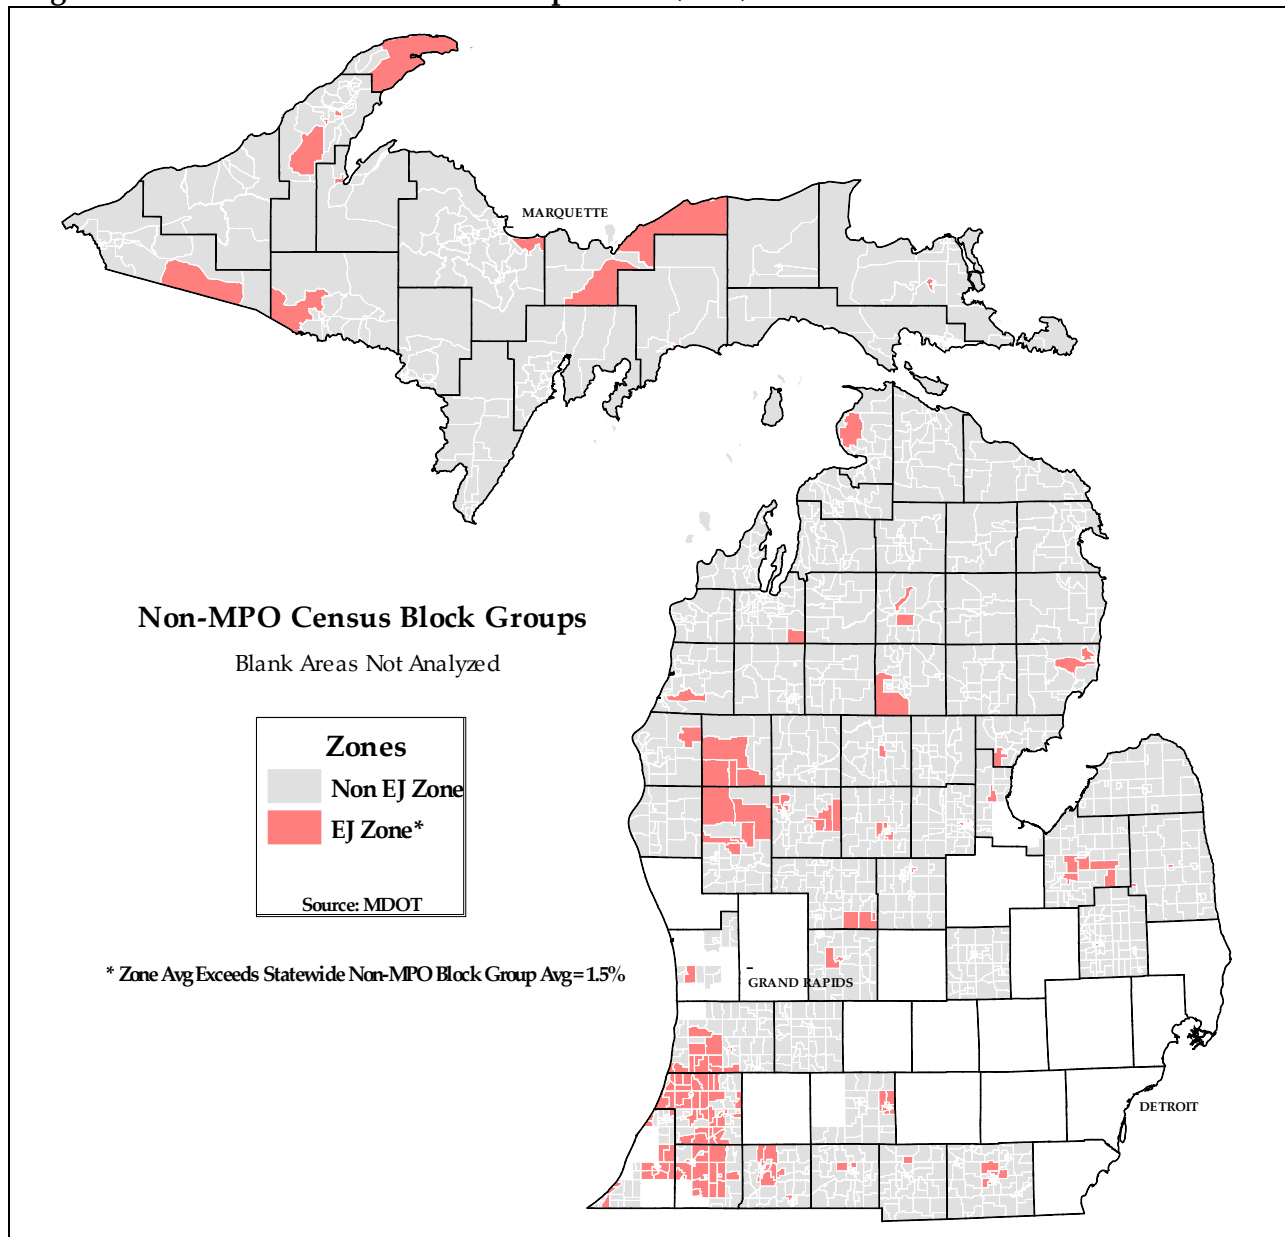 MARQUETTE
Non-MPO Census Block Groups
Blank Areas Not Analyzed
Zones
Non EJ Zone
EJ Zone*
Source: MDOT
* Zone Avg Exceeds Statewide Non-MPO Block Group Avg = 1.5%
GRAND RAPIDS
DETROIT